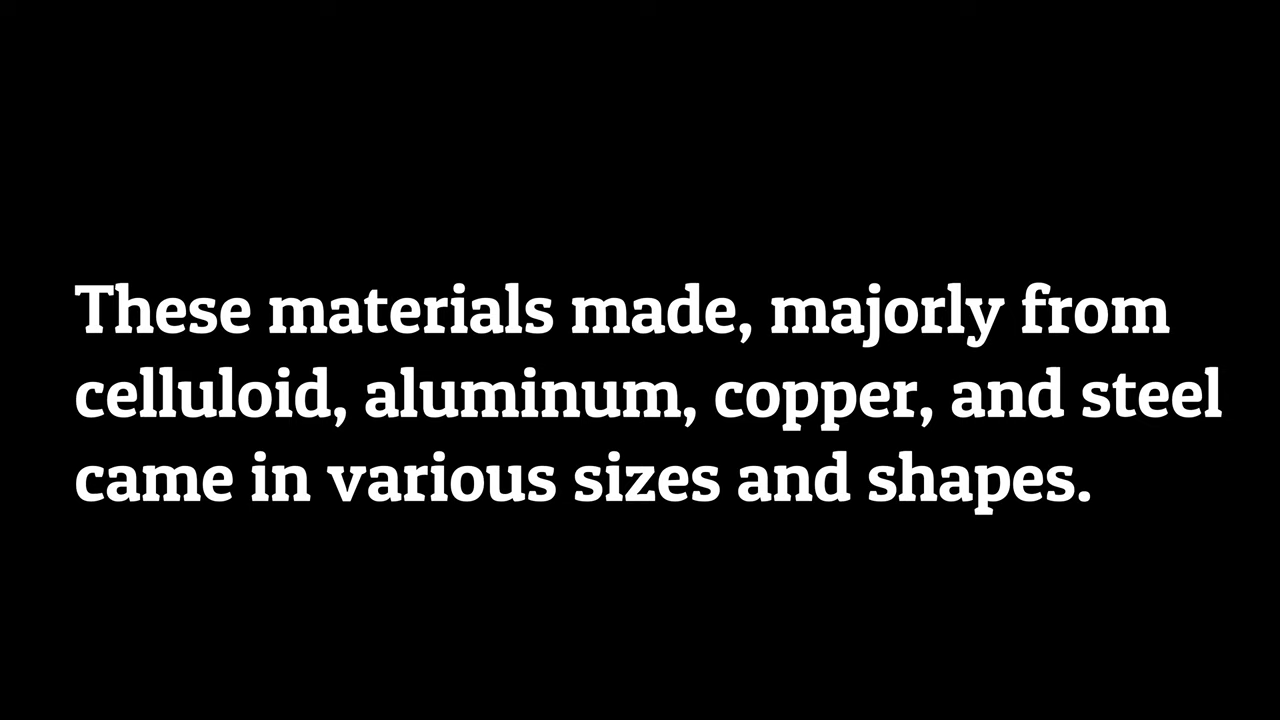 These materials made, majorly from
celluloid, aluminum, copper, and steel
came in various sizes and shapes.